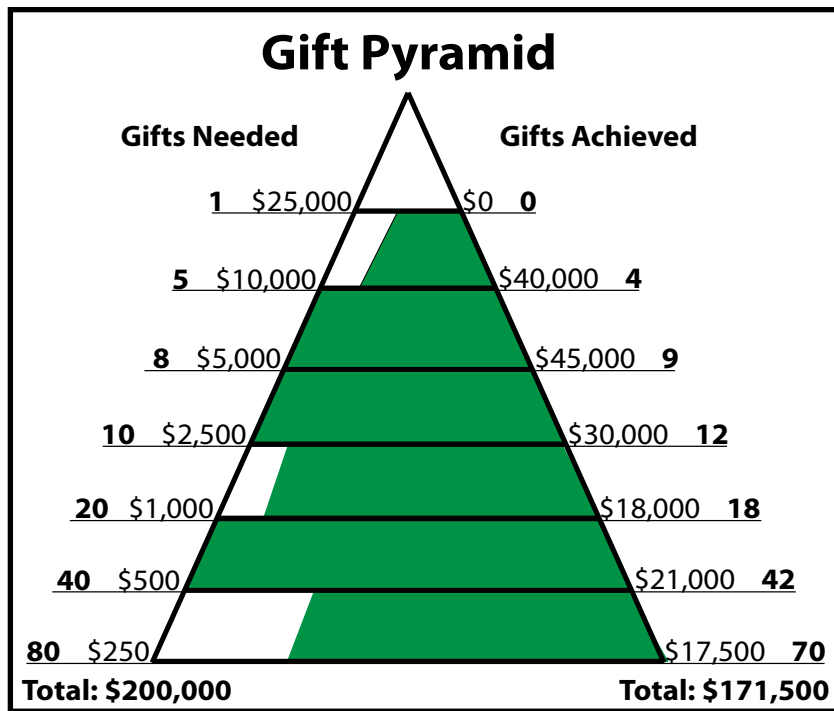 Gift Pyramid
Gifts Needed Gifts Achieved
1 $25,000 $0 0
5 $10,000 $40,000 4
8 $5,000 $45,000 9
10 $2,500 $30,000 12
20 $1,000 $18,000 18
40 $500 $21,000 42
80 $250 $17,500 70
Total: $200,000 Total: $171,500